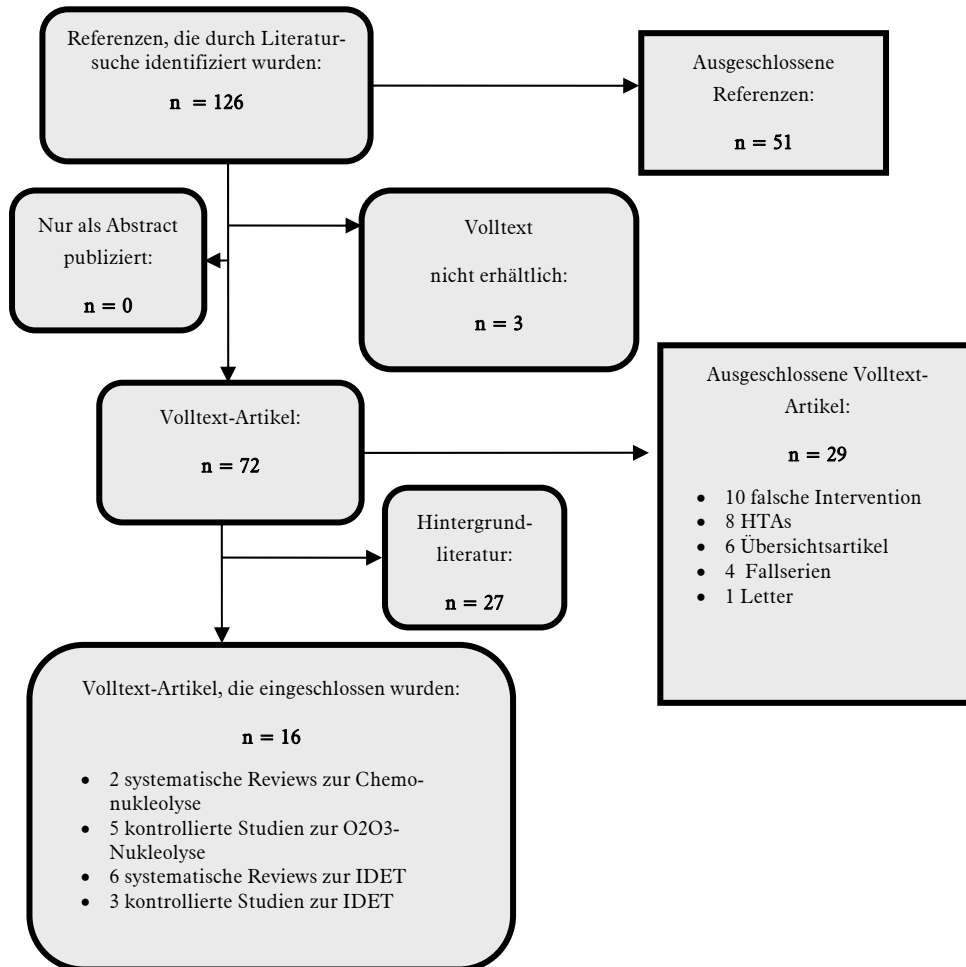 Referenzen, die durch Literatur-
suche identifiziert wurden:
n = 126
Ausgeschlossene
Referenzen:
n = 51
Nur als Abstract
publiziert:
n = 0
Volltext
nicht erhältlich:
n = 3
Volltext-Artikel:
n = 72
Ausgeschlossene Volltext-
Artikel:
n = 29
• 10 falsche Intervention
• 8 HTAs
• 6 Übersichtsartikel
• 4 Fallserien
• 1 Letter
Hintergrund-
literatur:
n = 27
Volltext-Artikel, die eingeschlossen wurden:
n = 16
• 2 systematische Reviews zur Chemo-
nukleolyse
• 5 kontrollierte Studien zur O2O3-
Nukleolyse
• 6 systematische Reviews zur IDET
• 3 kontrollierte Studien zur IDET